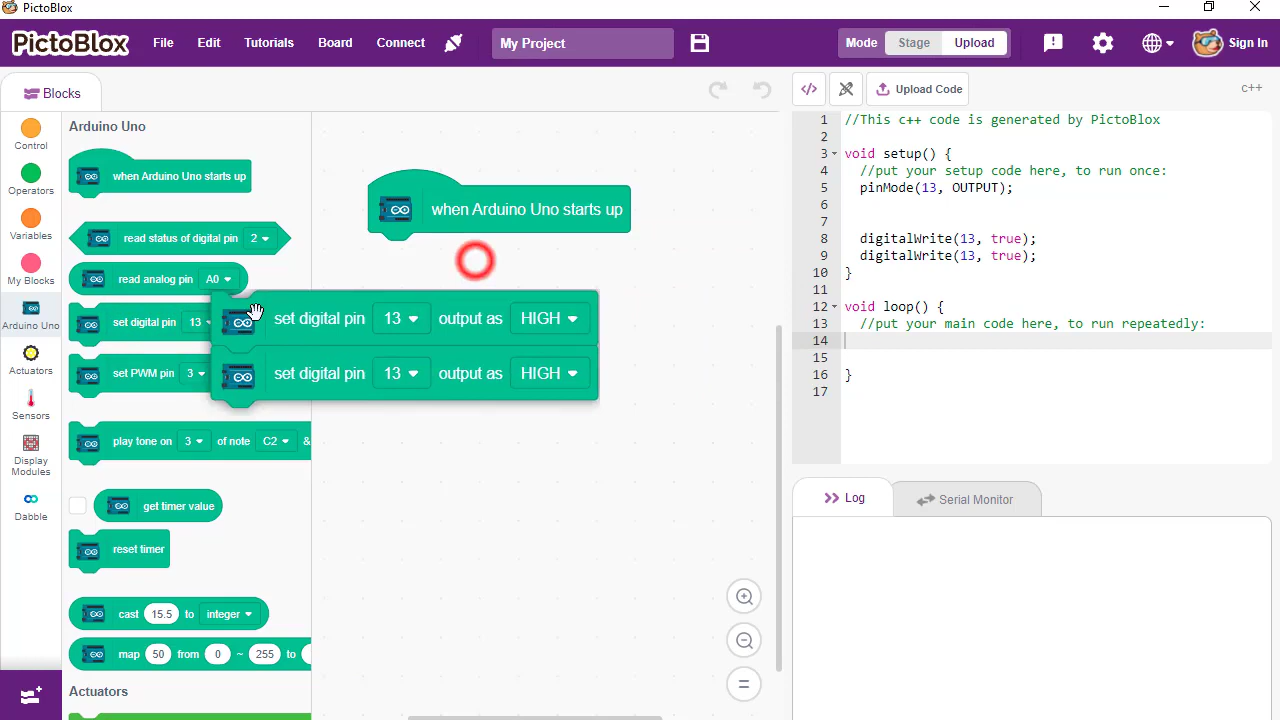 PictoBlox
PictoBlox File Edit Tutorials Board Connect My Project Mode Stage Upload Sign In
Blocks
Upload Code
c++
Control
Operators
Variables
My Blocks
Arduino Uno
Actuators
Sensors
Display
Modules
Dabble
Arduino Uno
when Arduino Uno starts up
read status of digital pin 2
read analog pin A0
set digital pin 13
set PWM pin 3
play tone on 3 of note C2 &
get timer value
reset timer
cast 15.5 to integer
map 50 from 0 ~ 255 to
Actuators
when Arduino Uno starts up
set digital pin 13 output as HIGH
set digital pin 13 output as HIGH
1 //This c++ code is generated by PictoBlox
2
3 void setup() {
4 //put your setup code here, to run once:
5 pinMode(13, OUTPUT);
6
7
8 digitalWrite(13, true);
9 digitalWrite(13, true);
10 }
11
12 void loop() {
13 //put your main code here, to run repeatedly:
14
15
16 }
17
Log
Serial Monitor